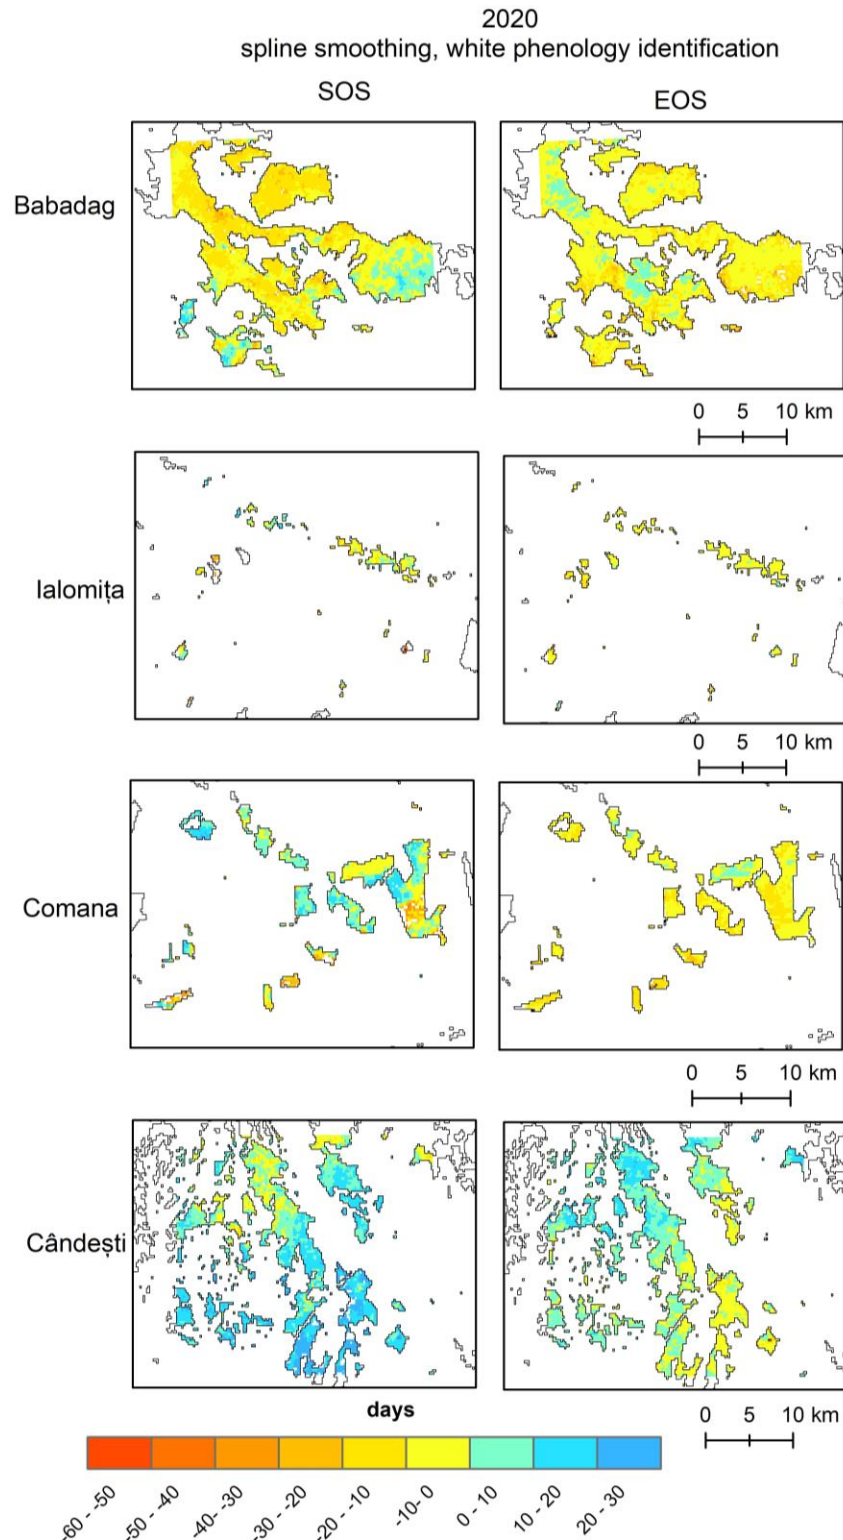 2020
spline smoothing, white phenology identification
SOS
EOS
Babadag
0 5 10 km
Ialomița
0 5 10 km
Comana
0 5 10 km
Cândești
days
0 5 10 km
-60 - -50
-50 - -40
-40--30
-30 - -20
-20 - -10
-10- 0
0 - 10
10 - 20
20 - 30